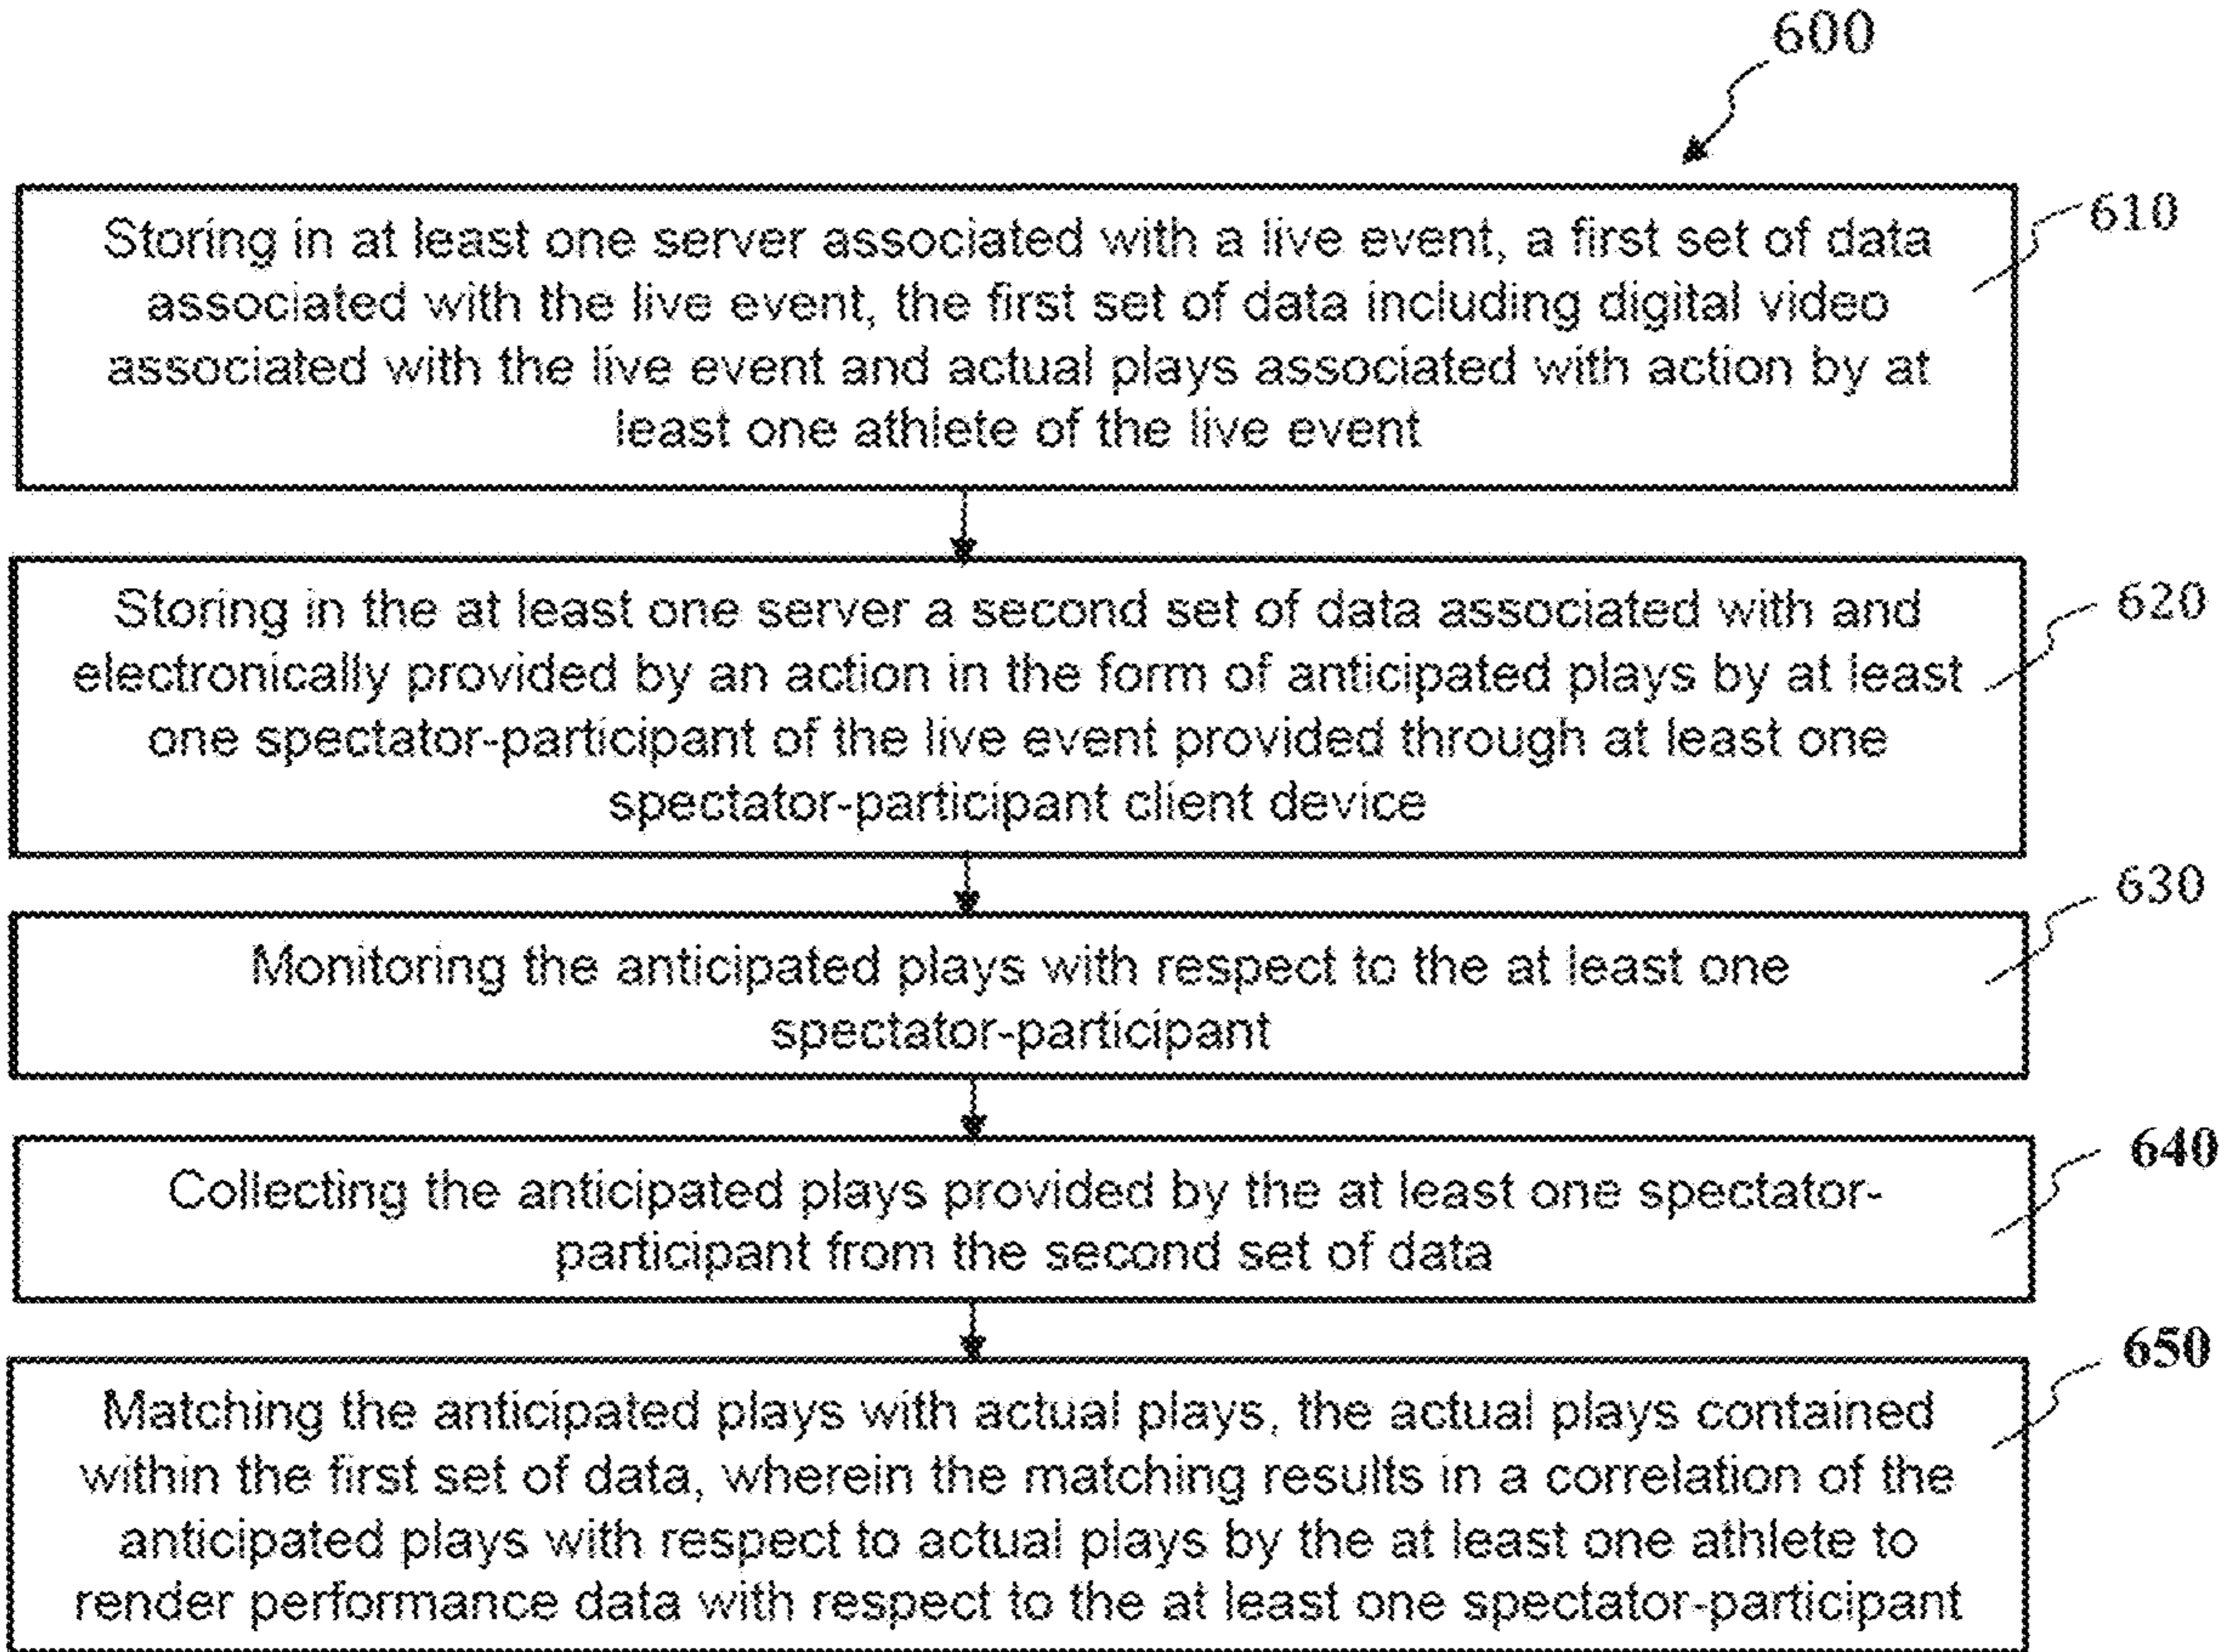 600
Storing in at least one server associated with a live event, a first set of data
associated with the live event, the first set of data including digital video
associated with the live event and actual plays associated with action by at
least one athlete of the live event
610
Storing in the at least one server a second set of data associated with and
electronically provided by an action in the form of anticipated plays by at least
one spectator-participant of the live event provided through at least one
spectator-participant client device
620
Monitoring the anticipated plays with respect to the at least one
spectator-participant
630
Collecting the anticipated plays provided by the at least one spectator-
participant from the second set of data
640
Matching the anticipated plays with actual plays, the actual plays contained
within the first set of data, wherein the matching results in a correlation of the
anticipated plays with respect to actual plays by the at least one athlete to
render performance data with respect to the at least one spectator-participant
650